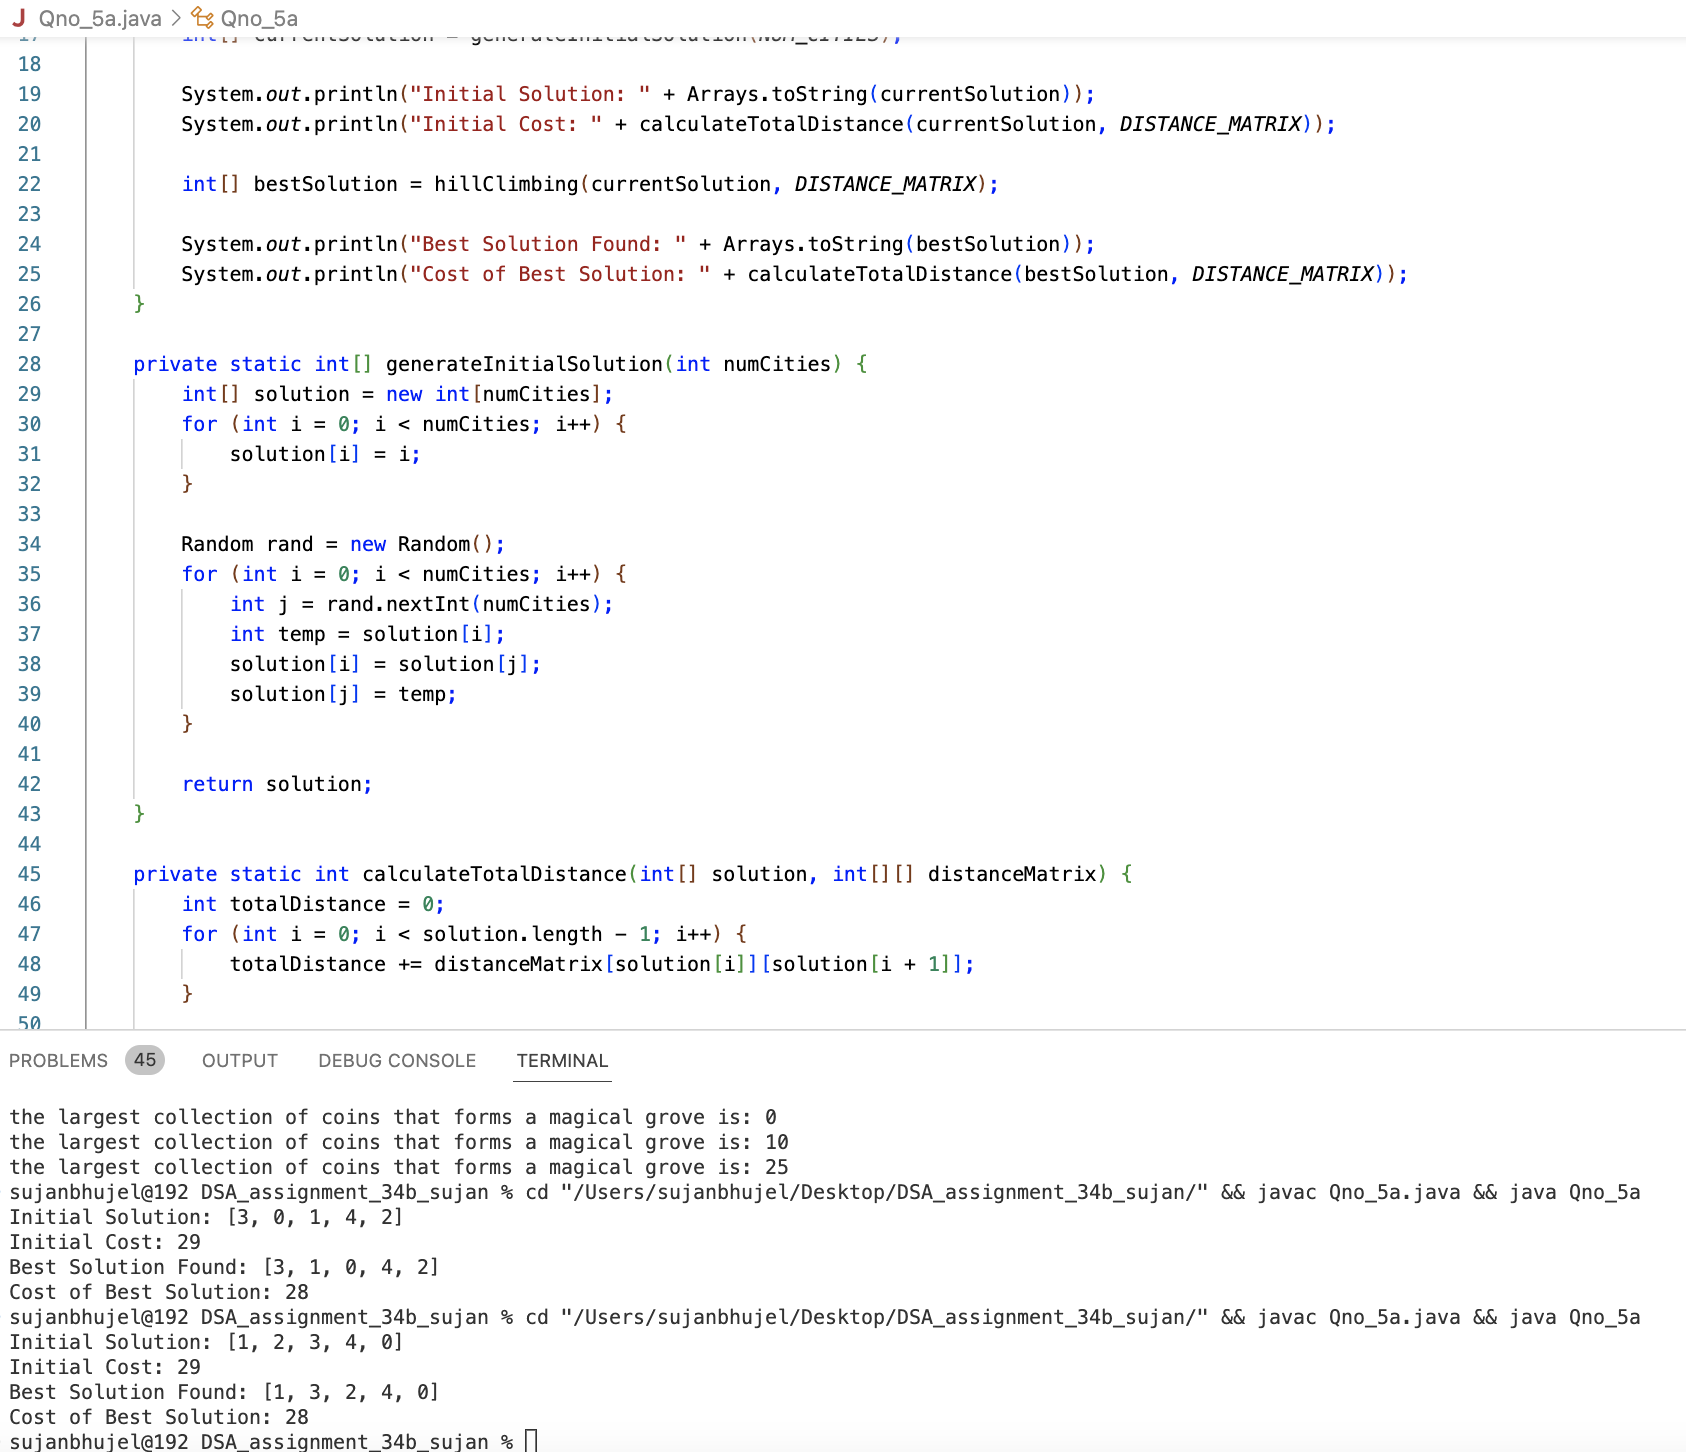 Qno_5a.java > Qno_5a
17 int[] currentSolution = generateInitialSolution(NUM_CITIES);
18
19 System.out.println("Initial Solution: " + Arrays.toString(currentSolution));
20 System.out.println("Initial Cost: " + calculateTotalDistance(currentSolution, DISTANCE_MATRIX));
21
22 int[] bestSolution = hillClimbing(currentSolution, DISTANCE_MATRIX);
23
24 System.out.println("Best Solution Found: " + Arrays.toString(bestSolution));
25 System.out.println("Cost of Best Solution: " + calculateTotalDistance(bestSolution, DISTANCE_MATRIX));
26 }
27
28 private static int[] generateInitialSolution(int numCities) {
29 int[] solution = new int[numCities];
30 for (int i = 0; i < numCities; i++) {
31 solution[i] = i;
32 }
33
34 Random rand = new Random();
35 for (int i = 0; i < numCities; i++) {
36 int j = rand.nextInt(numCities);
37 int temp = solution[i];
38 solution[i] = solution[j];
39 solution[j] = temp;
40 }
41
42 return solution;
43 }
44
45 private static int calculateTotalDistance(int[] solution, int[][] distanceMatrix) {
46 int totalDistance = 0;
47 for (int i = 0; i < solution.length - 1; i++) {
48 totalDistance += distanceMatrix[solution[i]][solution[i + 1]];
49 }
50
PROBLEMS 45 OUTPUT DEBUG CONSOLE TERMINAL
the largest collection of coins that forms a magical grove is: 0
the largest collection of coins that forms a magical grove is: 10
the largest collection of coins that forms a magical grove is: 25
sujanbhujel@192 DSA_assignment_34b_sujan % cd "/Users/sujanbhujel/Desktop/DSA_assignment_34b_sujan/" && javac Qno_5a.java && java Qno_5a
Initial Solution: [3, 0, 1, 4, 2]
Initial Cost: 29
Best Solution Found: [3, 1, 0, 4, 2]
Cost of Best Solution: 28
sujanbhujel@192 DSA_assignment_34b_sujan % cd "/Users/sujanbhujel/Desktop/DSA_assignment_34b_sujan/" && javac Qno_5a.java && java Qno_5a
Initial Solution: [1, 2, 3, 4, 0]
Initial Cost: 29
Best Solution Found: [1, 3, 2, 4, 0]
Cost of Best Solution: 28
sujanbhujel@192 DSA_assignment_34b_sujan %